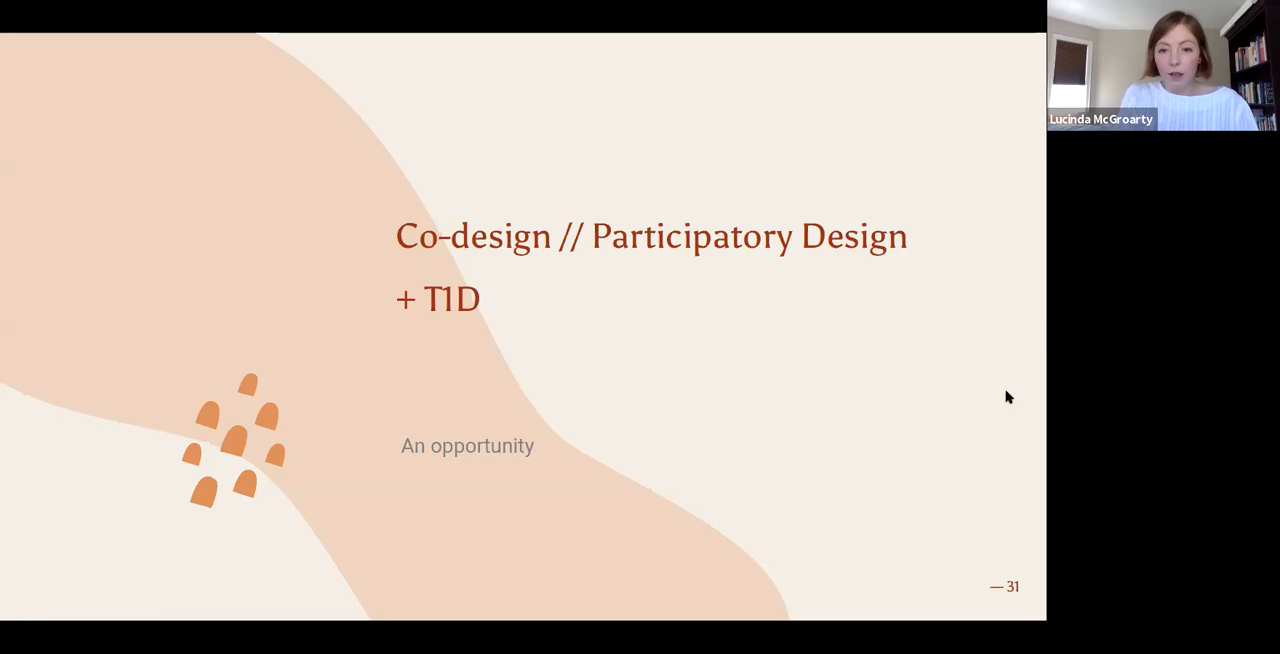 Lucinda McGroarty
Co-design // Participatory Design
+ T1D
An opportunity
— 31